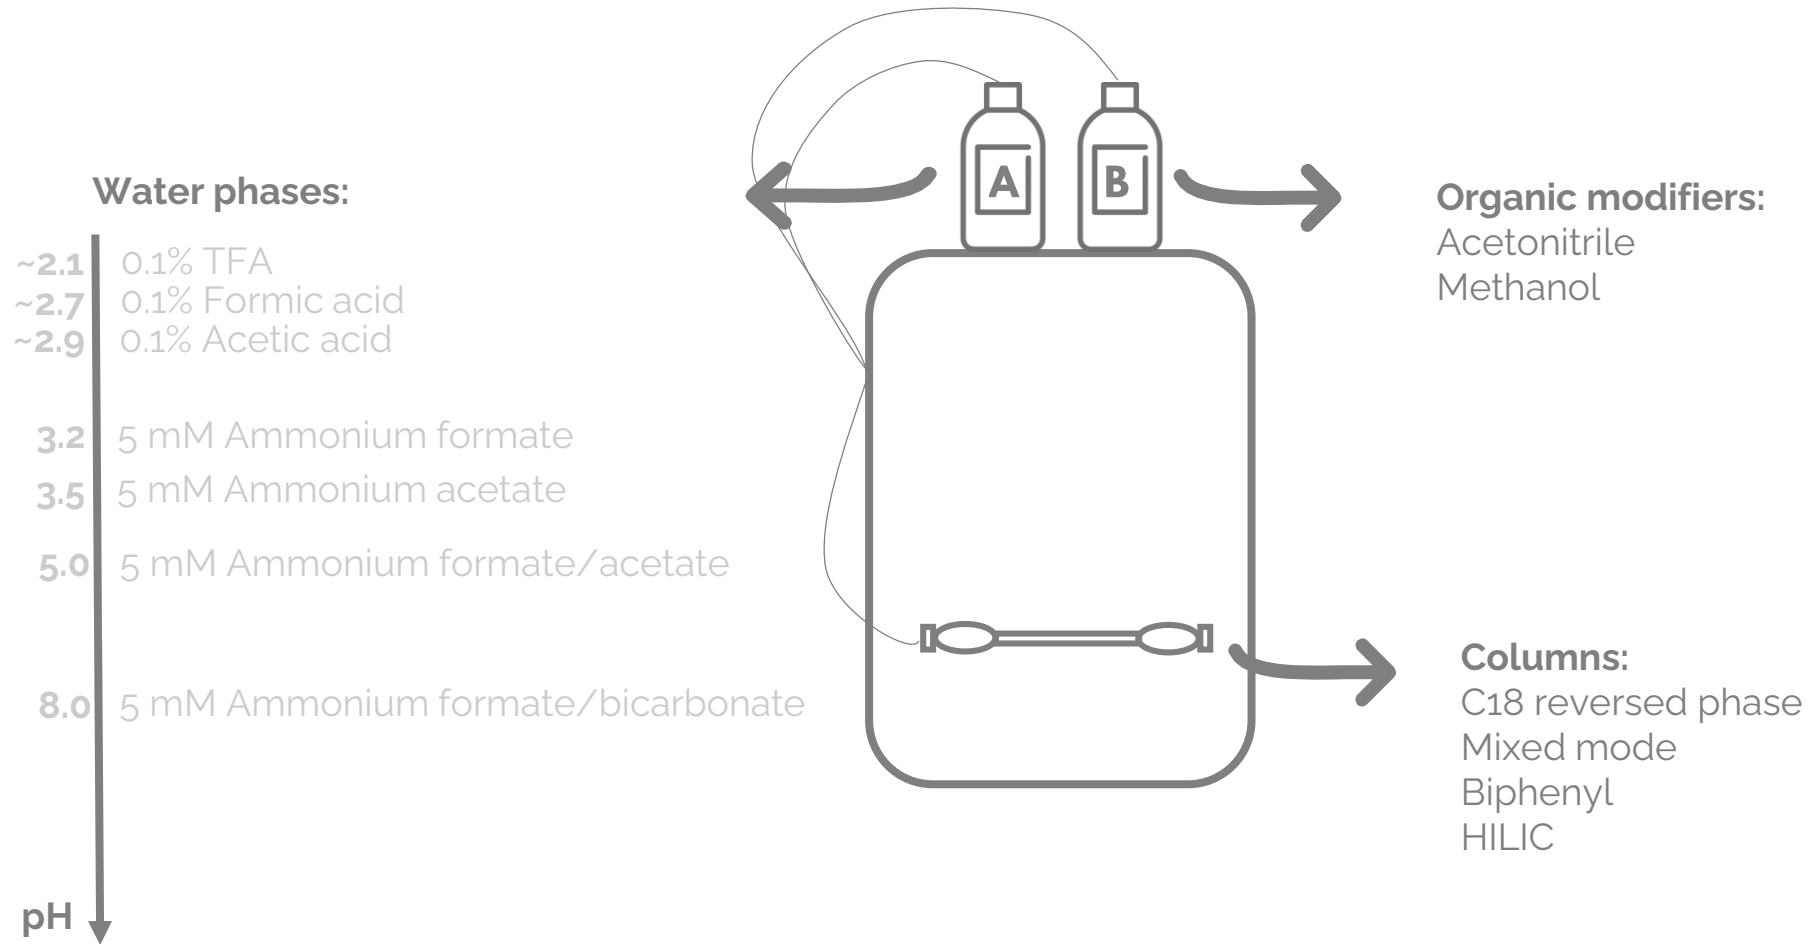 Water phases:
~2.1 0.1% TFA
~2.7 0.1% Formic acid
~2.9 0.1% Acetic acid
3.2 5 mM Ammonium formate
3.5 5 mM Ammonium acetate
5.0 5 mM Ammonium formate/acetate
8.0 5 mM Ammonium formate/bicarbonate
pH
A
B
Organic modifiers:
Acetonitrile
Methanol
Columns:
C18 reversed phase
Mixed mode
Biphenyl
HILIC